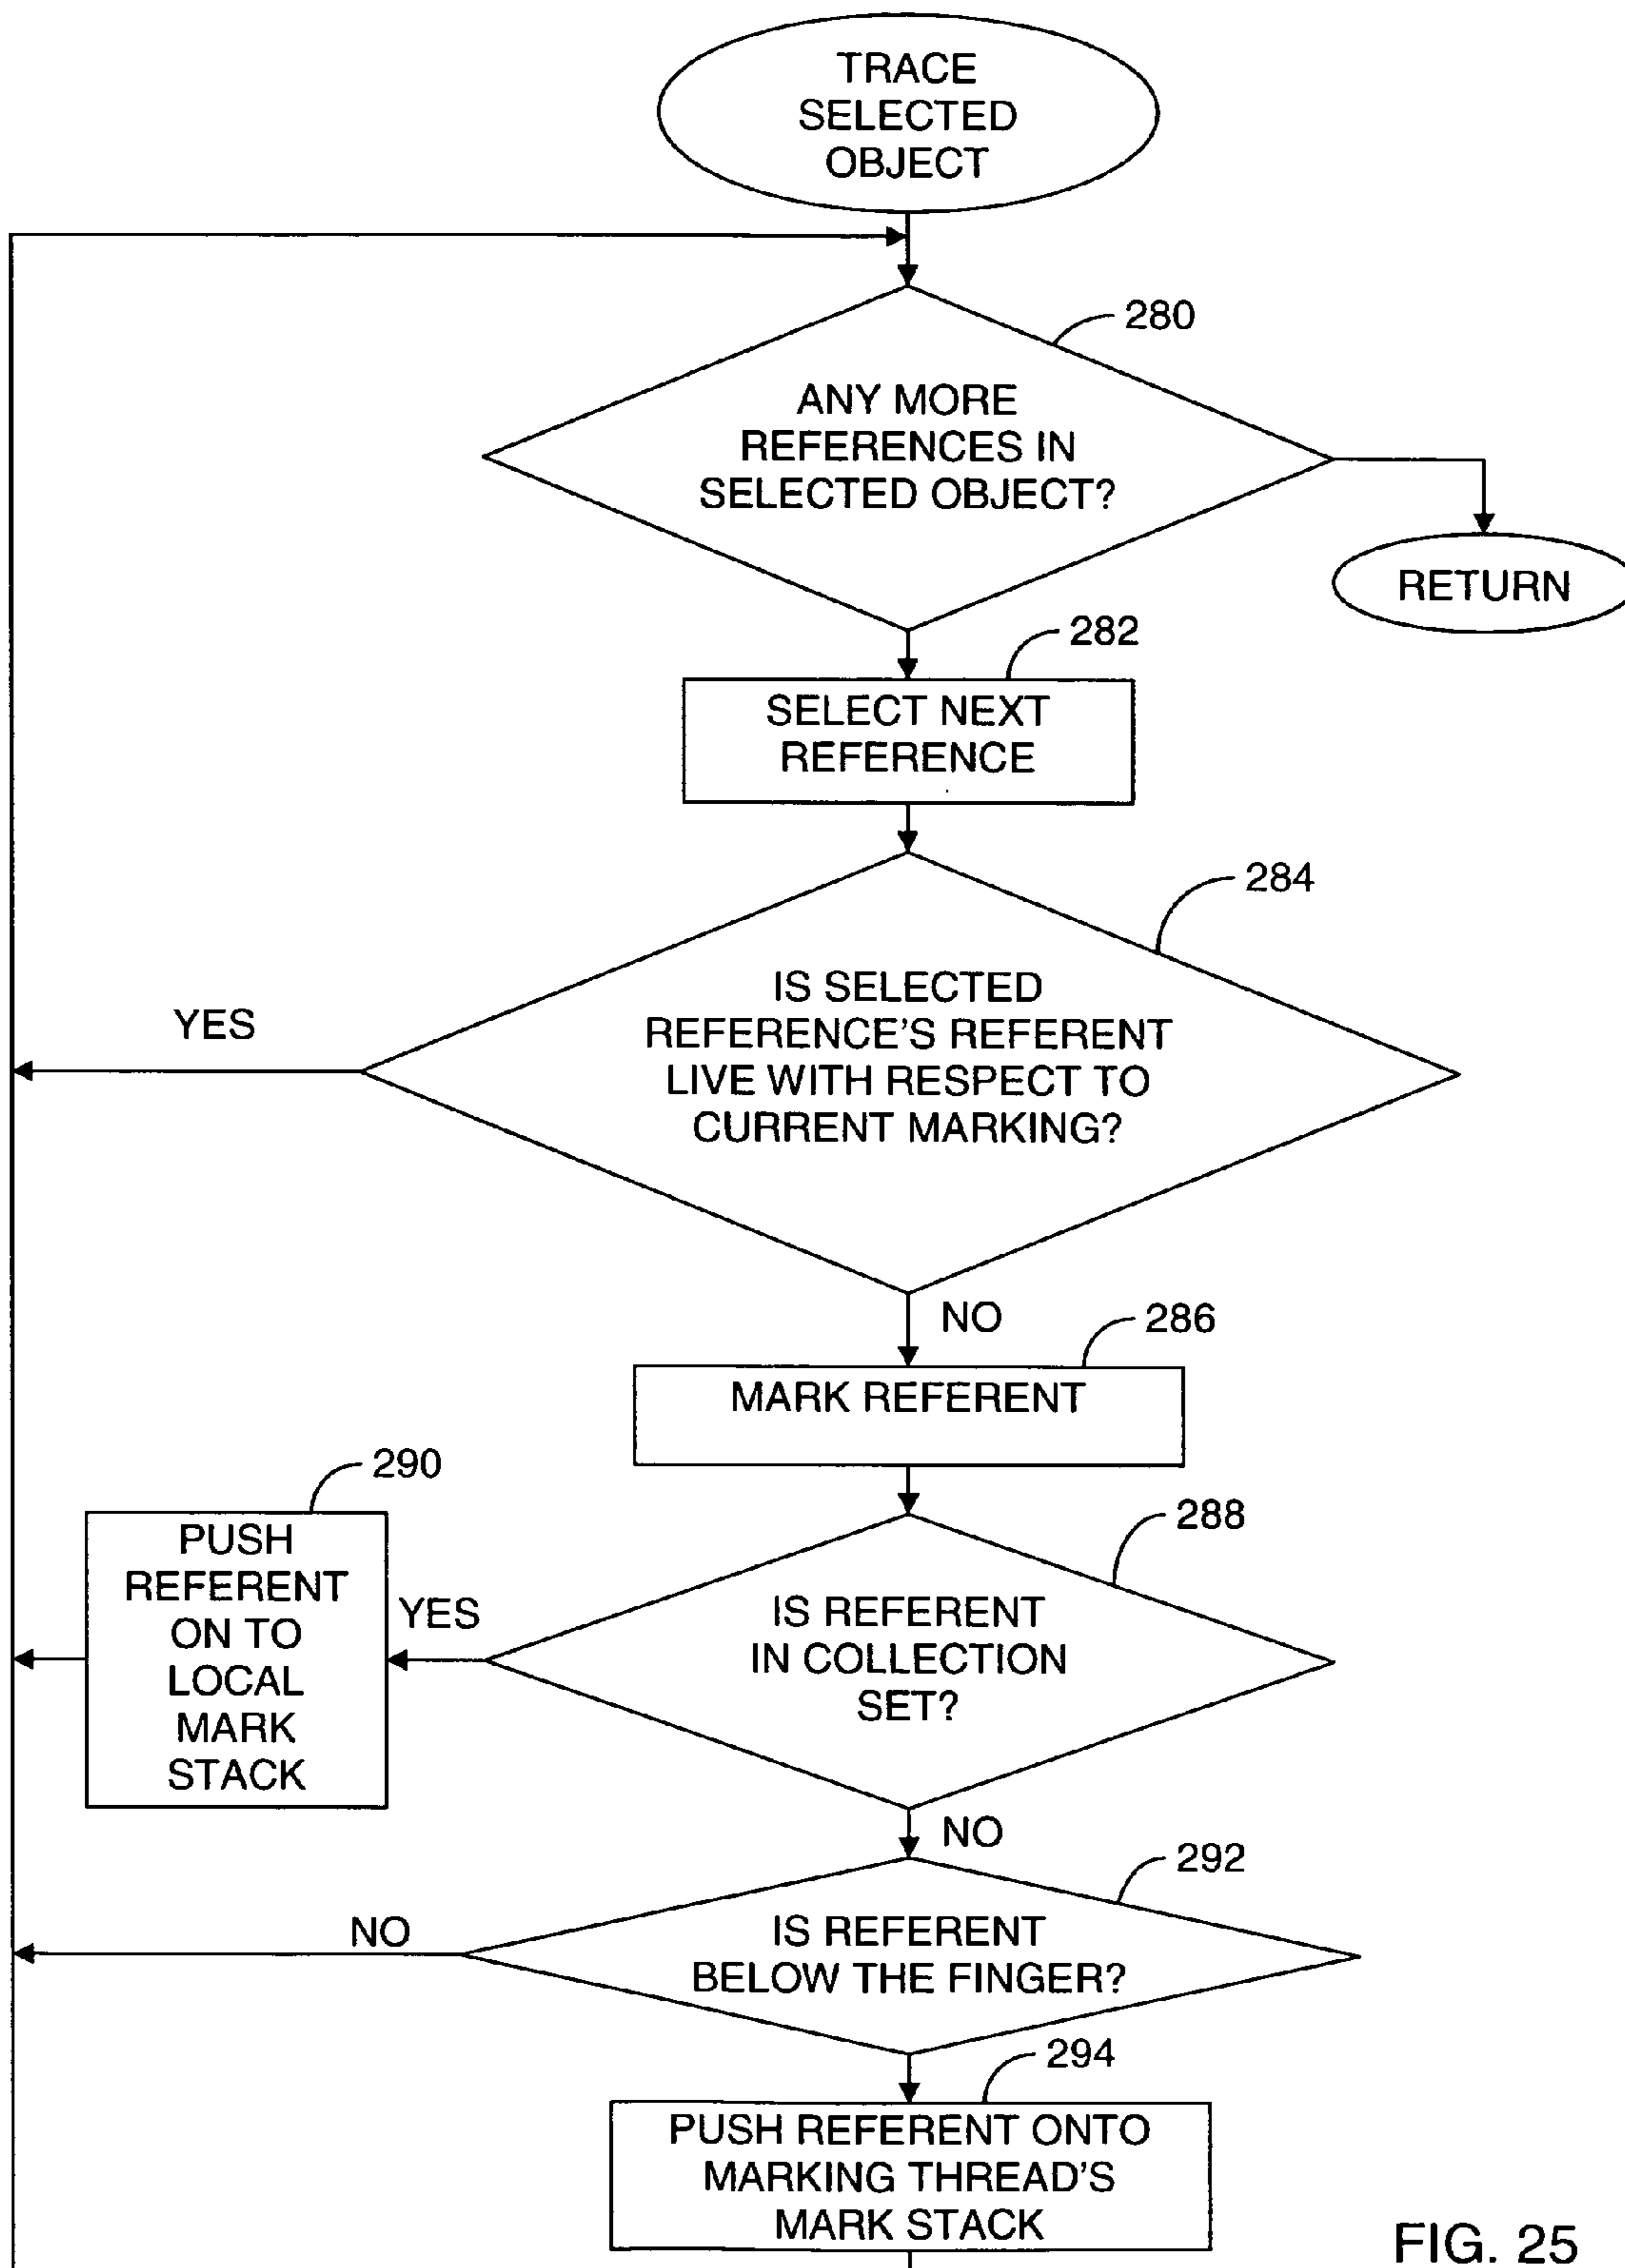 TRACE
SELECTED
OBJECT
280
ANY MORE
REFERENCES IN
SELECTED OBJECT?
RETURN
282
SELECT NEXT
REFERENCE
284
IS SELECTED
REFERENCE'S REFERENT
LIVE WITH RESPECT TO
CURRENT MARKING?
YES
NO
286
MARK REFERENT
290
PUSH
REFERENT
ON TO
LOCAL
MARK
STACK
YES
288
IS REFERENT
IN COLLECTION
SET?
NO
292
IS REFERENT
BELOW THE FINGER?
NO
294
PUSH REFERENT ONTO
MARKING THREAD'S
MARK STACK
FIG. 25